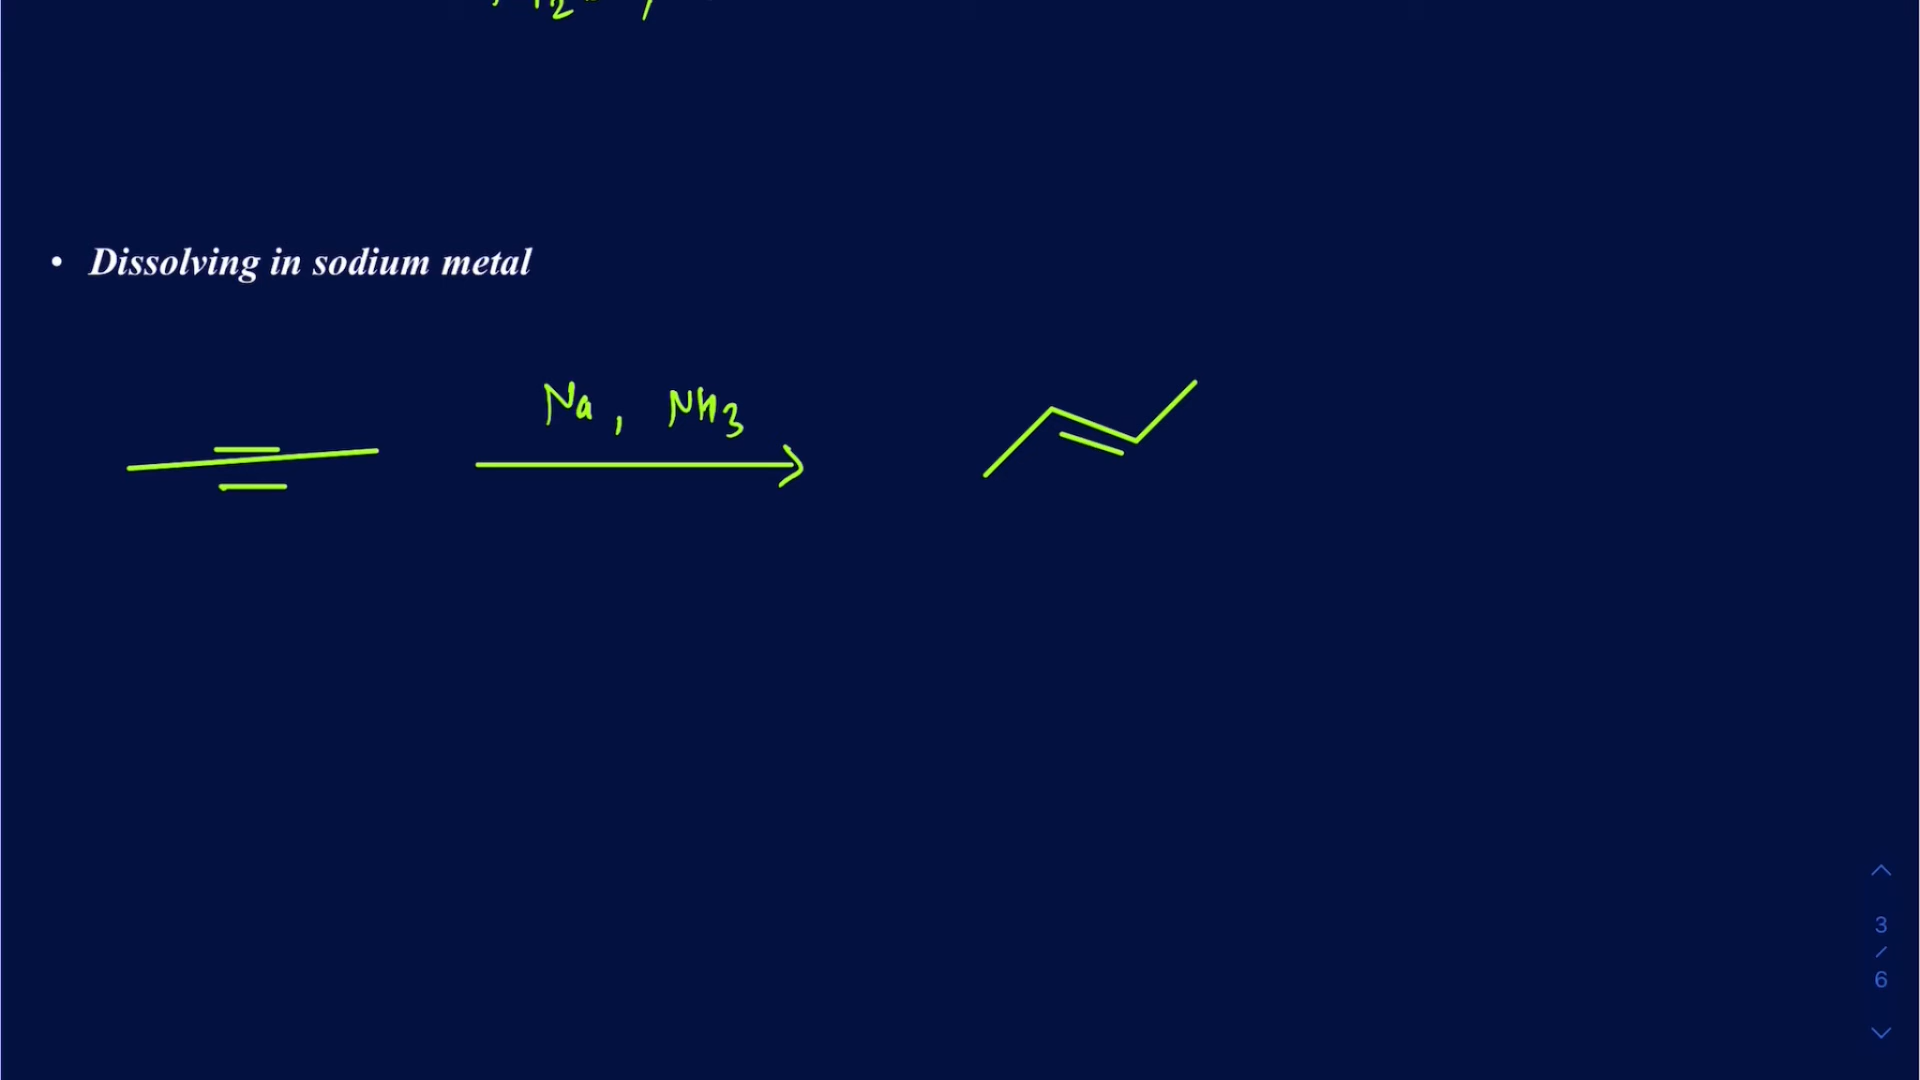 • Dissolving in sodium metal
Na, NH3
3
/
6